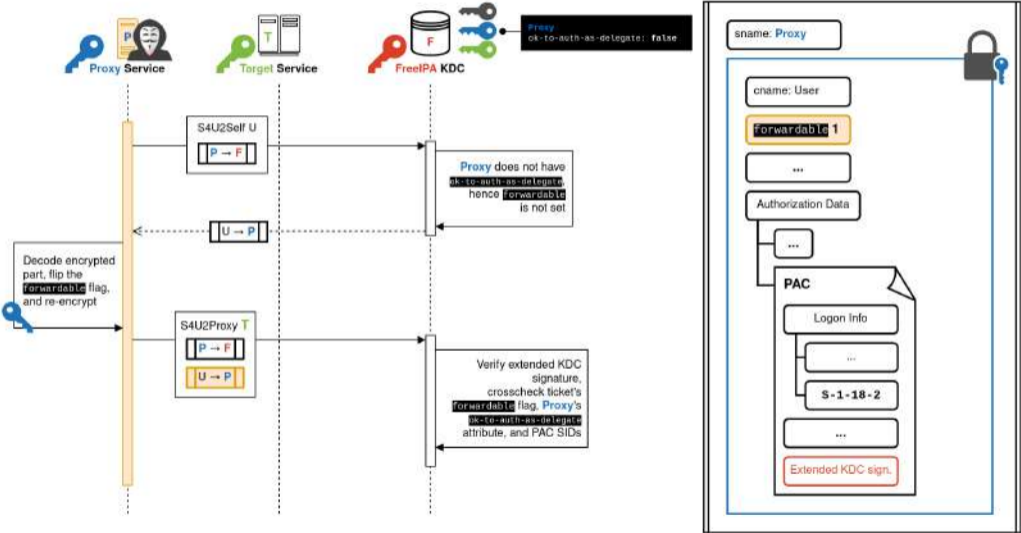 P
T
F
Proxy Service
Target Service
FreeIPA KDC
Proxy
ok-to-auth-as-delegate: false
S4U2Self U
P → F
Proxy does not have
ok-to-auth-as-delegate,
hence forwardable
is not set
U → P
Decode encrypted
part, flip the
forwardable flag,
and re-encrypt
S4U2Proxy T
P → F
U → P
Verify extended KDC
signature,
crosscheck ticket's
forwardable flag, Proxy's
ok-to-auth-as-delegate
attribute, and PAC SIDs
sname: Proxy
cname: User
forwardable 1
...
Authorization Data
...
PAC
Logon Info
...
S-1-18-2
...
Extended KDC sign.